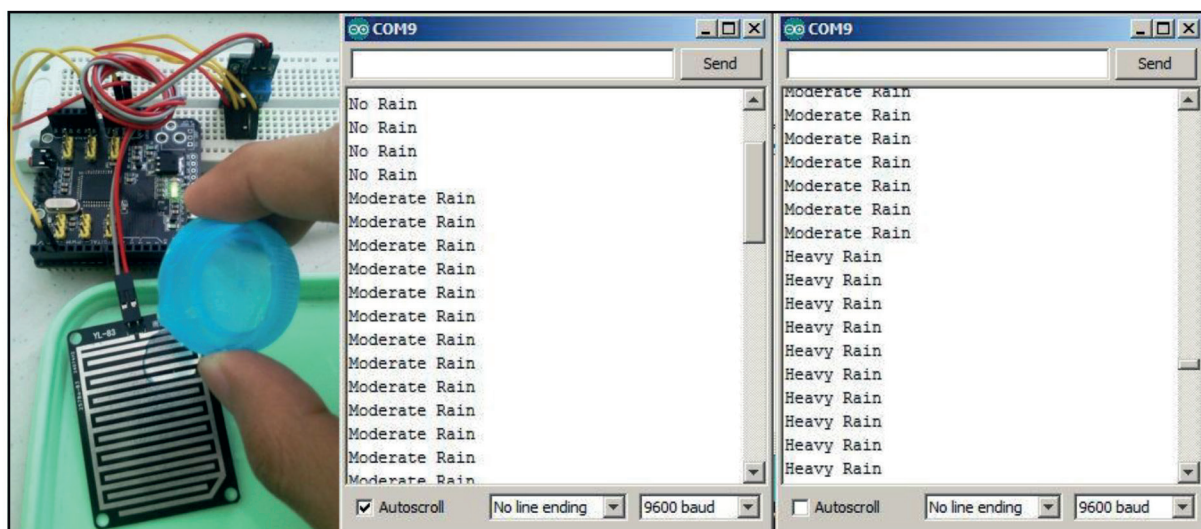 YL-83
COM9
Send
No Rain
No Rain
No Rain
No Rain
Moderate Rain
Moderate Rain
Moderate Rain
Moderate Rain
Moderate Rain
Moderate Rain
Moderate Rain
Moderate Rain
Moderate Rain
Moderate Rain
Moderate Rain
Moderate Rain
Moderate Rain
Autoscroll
No line ending
9600 baud
COM9
Send
Moderate Rain
Moderate Rain
Moderate Rain
Moderate Rain
Moderate Rain
Moderate Rain
Moderate Rain
Heavy Rain
Heavy Rain
Heavy Rain
Heavy Rain
Heavy Rain
Heavy Rain
Heavy Rain
Heavy Rain
Heavy Rain
Heavy Rain
Autoscroll
No line ending
9600 baud